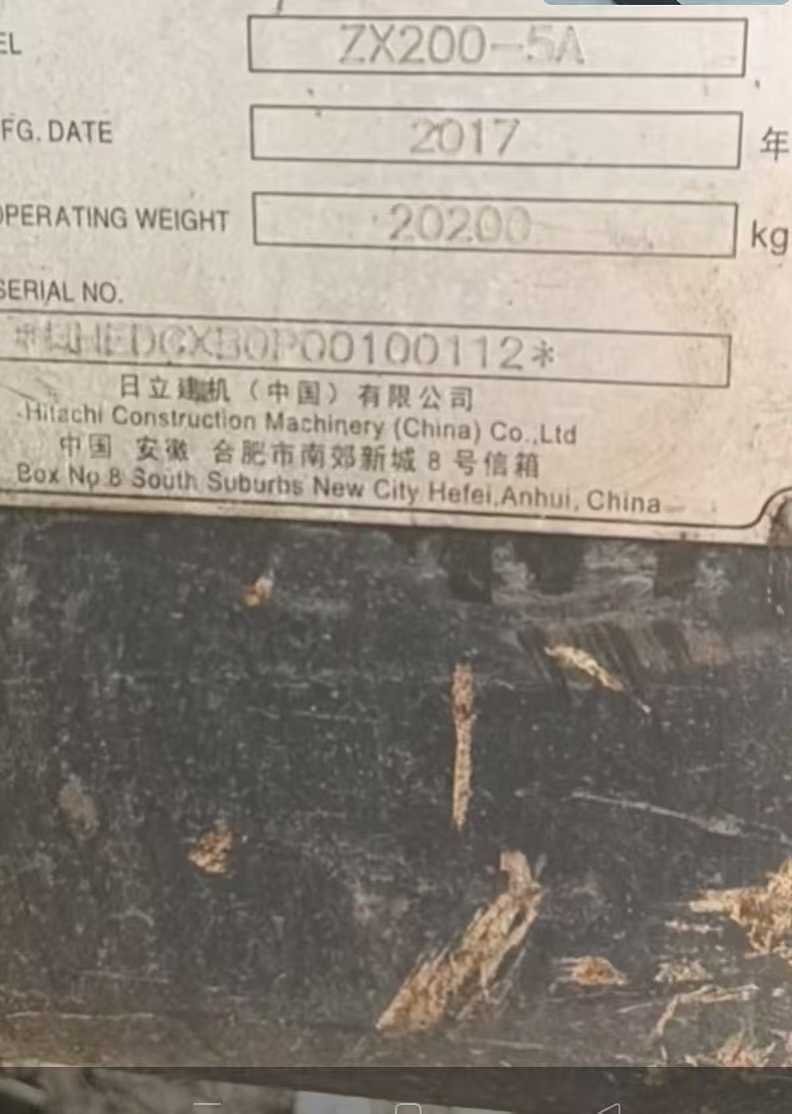 EL ZX200-5A
FG. DATE 2017 年
OPERATING WEIGHT 20200 kg
SERIAL NO.
*HHEDCXB0P00100112*
日立建机（中国）有限公司
Hitachi Construction Machinery (China) Co.,Ltd
中国 安徽 合肥市南郊新城 8 号信箱
Box No 8 South Suburbs New City Hefei,Anhui, China